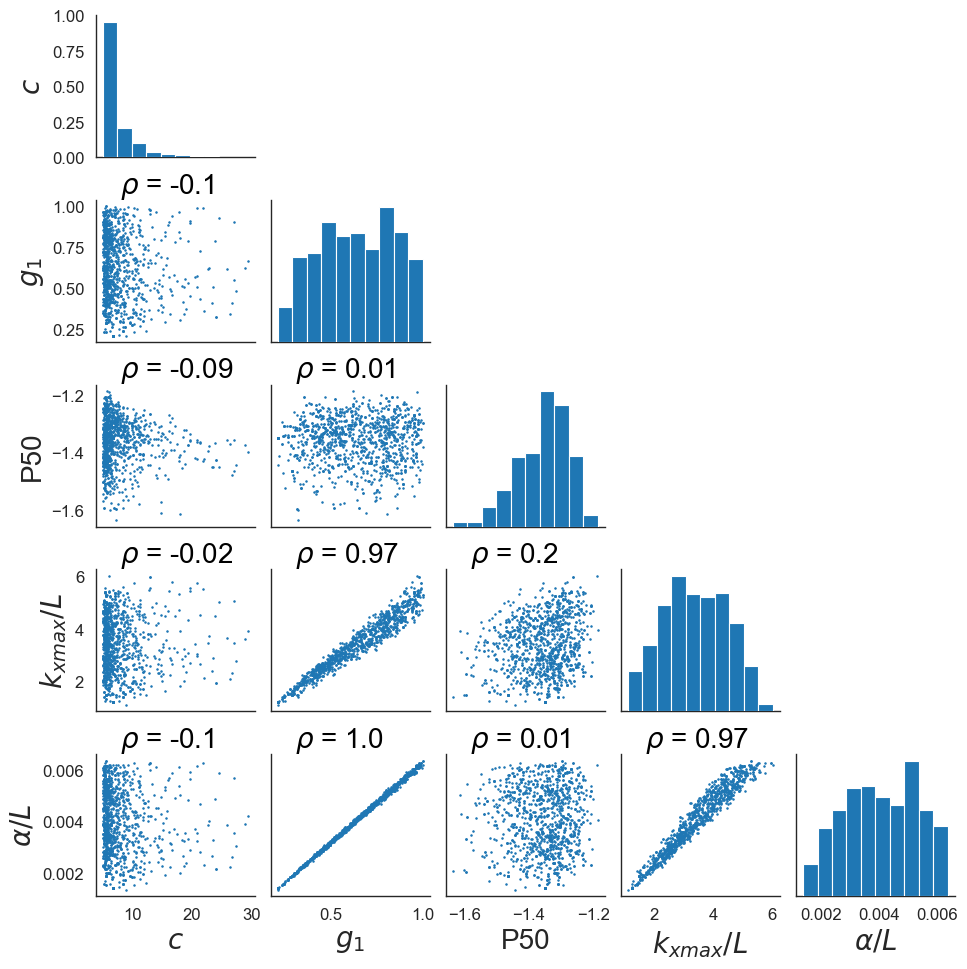 1.00
0.75
0.50
0.25
0.00
c
ρ = -0.1
1.00
0.75
0.50
0.25
g₁
ρ = -0.09
ρ = 0.01
−1.2
−1.4
−1.6
P50
ρ = -0.02
ρ = 0.97
ρ = 0.2
6
4
2
kₓₘₐₓ/L
ρ = -0.1
ρ = 1.0
ρ = 0.01
ρ = 0.97
0.006
0.004
0.002
α/L
10 20 30
0.5 1.0
−1.6 −1.4 −1.2
2 4 6
0.002 0.004 0.006
c
g₁
P50
kₓₘₐₓ/L
α/L